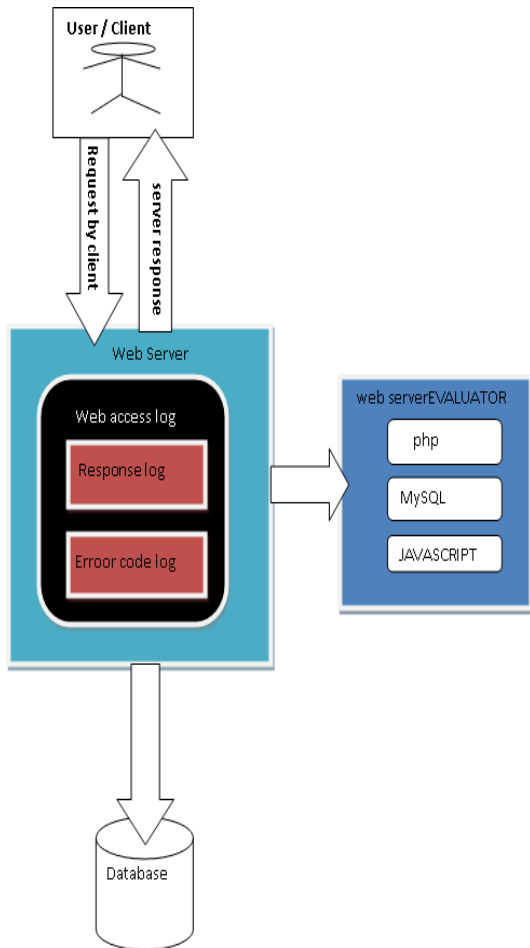 User / Client
Request by client
server response
Web Server
Web access log
Response log
Erroor code log
web serverEVALUATOR
php
MySQL
JAVASCRIPT
Database